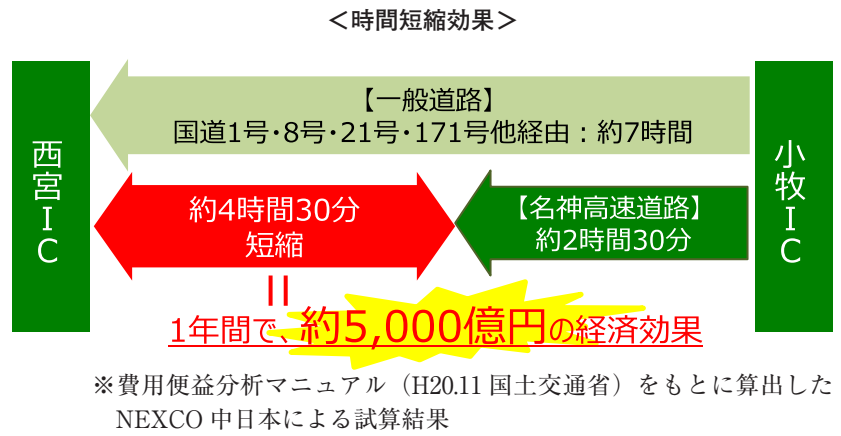 ＜時間短縮効果＞
西宮IC
【一般道路】
国道1号･8号･21号･171号他経由：約7時間
小牧IC
約4時間30分
短縮
【名神高速道路】
約2時間30分
＝
1年間で、約5,000億円の経済効果
※費用便益分析マニュアル（H20.11 国土交通省）をもとに算出した
NEXCO 中日本による試算結果